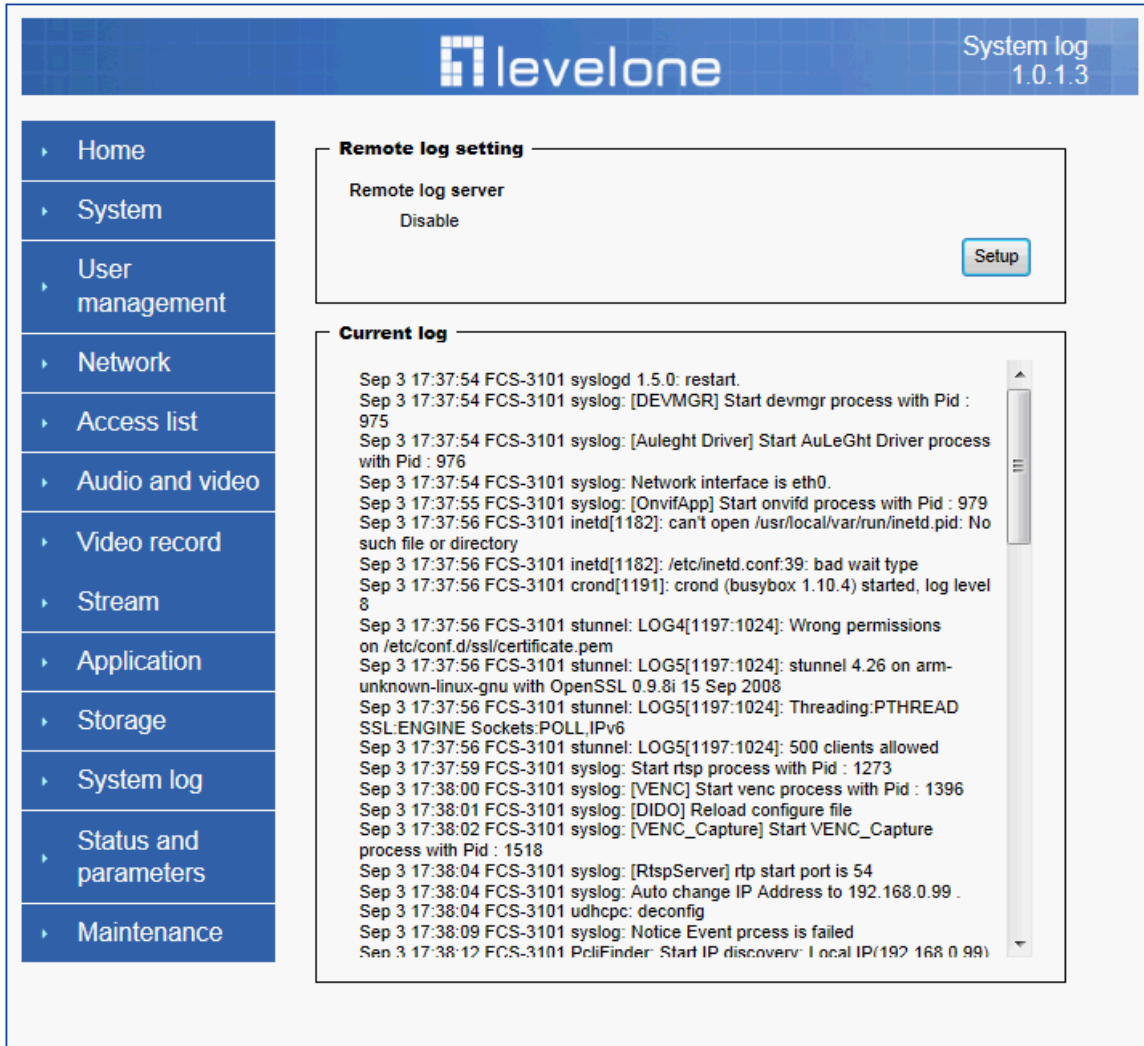 levelone
System log
1.0.1.3
Home
System
User
management
Network
Access list
Audio and video
Video record
Stream
Application
Storage
System log
Status and
parameters
Maintenance
Remote log setting
Remote log server
Disable
Setup
Current log
Sep 3 17:37:54 FCS-3101 syslogd 1.5.0: restart.
Sep 3 17:37:54 FCS-3101 syslog: [DEVMGR] Start devmgr process with Pid :
975
Sep 3 17:37:54 FCS-3101 syslog: [Auleght Driver] Start AuLeGht Driver process
with Pid : 976
Sep 3 17:37:54 FCS-3101 syslog: Network interface is eth0.
Sep 3 17:37:55 FCS-3101 syslog: [OnvifApp] Start onvifd process with Pid : 979
Sep 3 17:37:56 FCS-3101 inetd[1182]: can't open /usr/local/var/run/inetd.pid: No
such file or directory
Sep 3 17:37:56 FCS-3101 inetd[1182]: /etc/inetd.conf:39: bad wait type
Sep 3 17:37:56 FCS-3101 crond[1191]: crond (busybox 1.10.4) started, log level
8
Sep 3 17:37:56 FCS-3101 stunnel: LOG4[1197:1024]: Wrong permissions
on /etc/conf.d/ssl/certificate.pem
Sep 3 17:37:56 FCS-3101 stunnel: LOG5[1197:1024]: stunnel 4.26 on arm-
unknown-linux-gnu with OpenSSL 0.9.8i 15 Sep 2008
Sep 3 17:37:56 FCS-3101 stunnel: LOG5[1197:1024]: Threading:PTHREAD
SSL:ENGINE Sockets:POLL,IPv6
Sep 3 17:37:56 FCS-3101 stunnel: LOG5[1197:1024]: 500 clients allowed
Sep 3 17:37:59 FCS-3101 syslog: Start rtsp process with Pid : 1273
Sep 3 17:38:00 FCS-3101 syslog: [VENC] Start venc process with Pid : 1396
Sep 3 17:38:01 FCS-3101 syslog: [DIDO] Reload configure file
Sep 3 17:38:02 FCS-3101 syslog: [VENC_Capture] Start VENC_Capture
process with Pid : 1518
Sep 3 17:38:04 FCS-3101 syslog: [RtspServer] rtp start port is 54
Sep 3 17:38:04 FCS-3101 syslog: Auto change IP Address to 192.168.0.99 .
Sep 3 17:38:04 FCS-3101 udhcpc: deconfig
Sep 3 17:38:09 FCS-3101 syslog: Notice Event prcess is failed
Sep 3 17:38:12 FCS-3101 PcliFinder: Start IP discovery: Local IP(192.168.0.99)